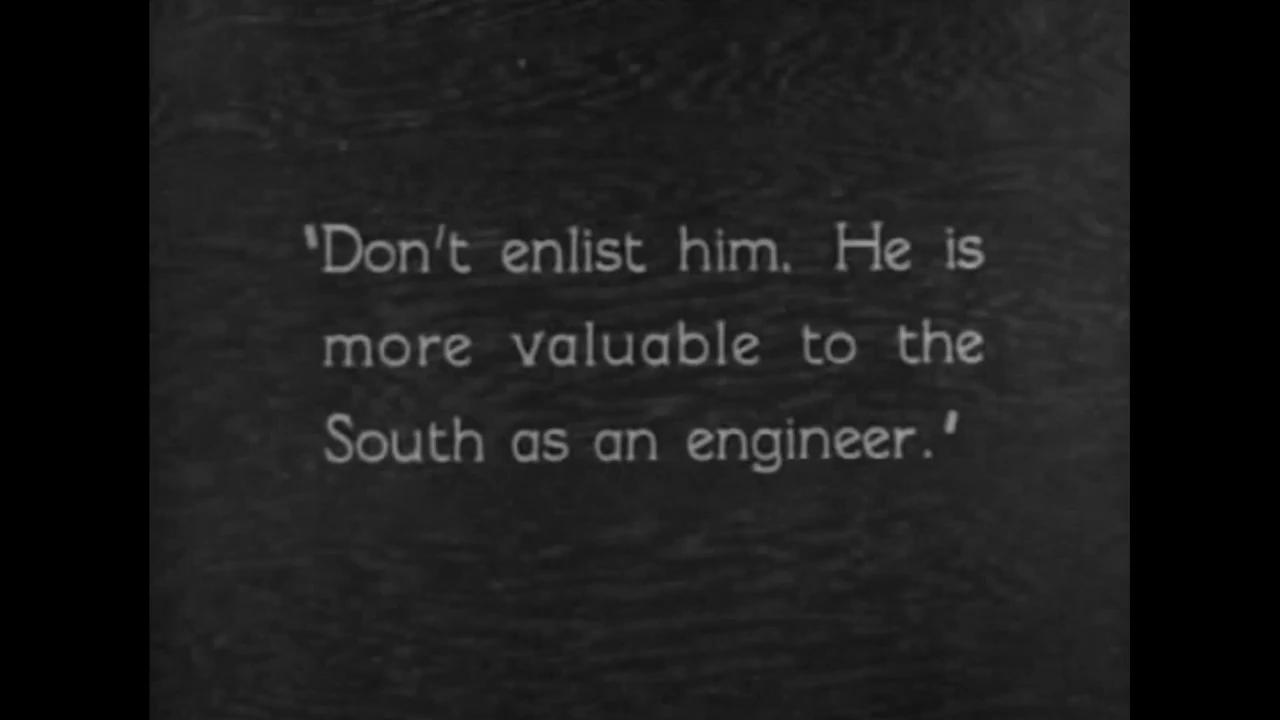 "Don't enlist him. He is
more valuable to the
South as an engineer."